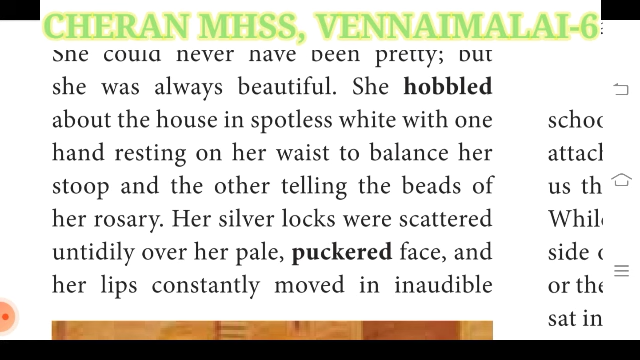 CHERAN MHSS, VENNAIMALAI-6
She could never have been pretty; but
she was always beautiful. She hobbled
about the house in spotless white with one
hand resting on her waist to balance her
stoop and the other telling the beads of
her rosary. Her silver locks were scattered
untidily over her pale, puckered face, and
her lips constantly moved in inaudible
us th
side
or the
sat in